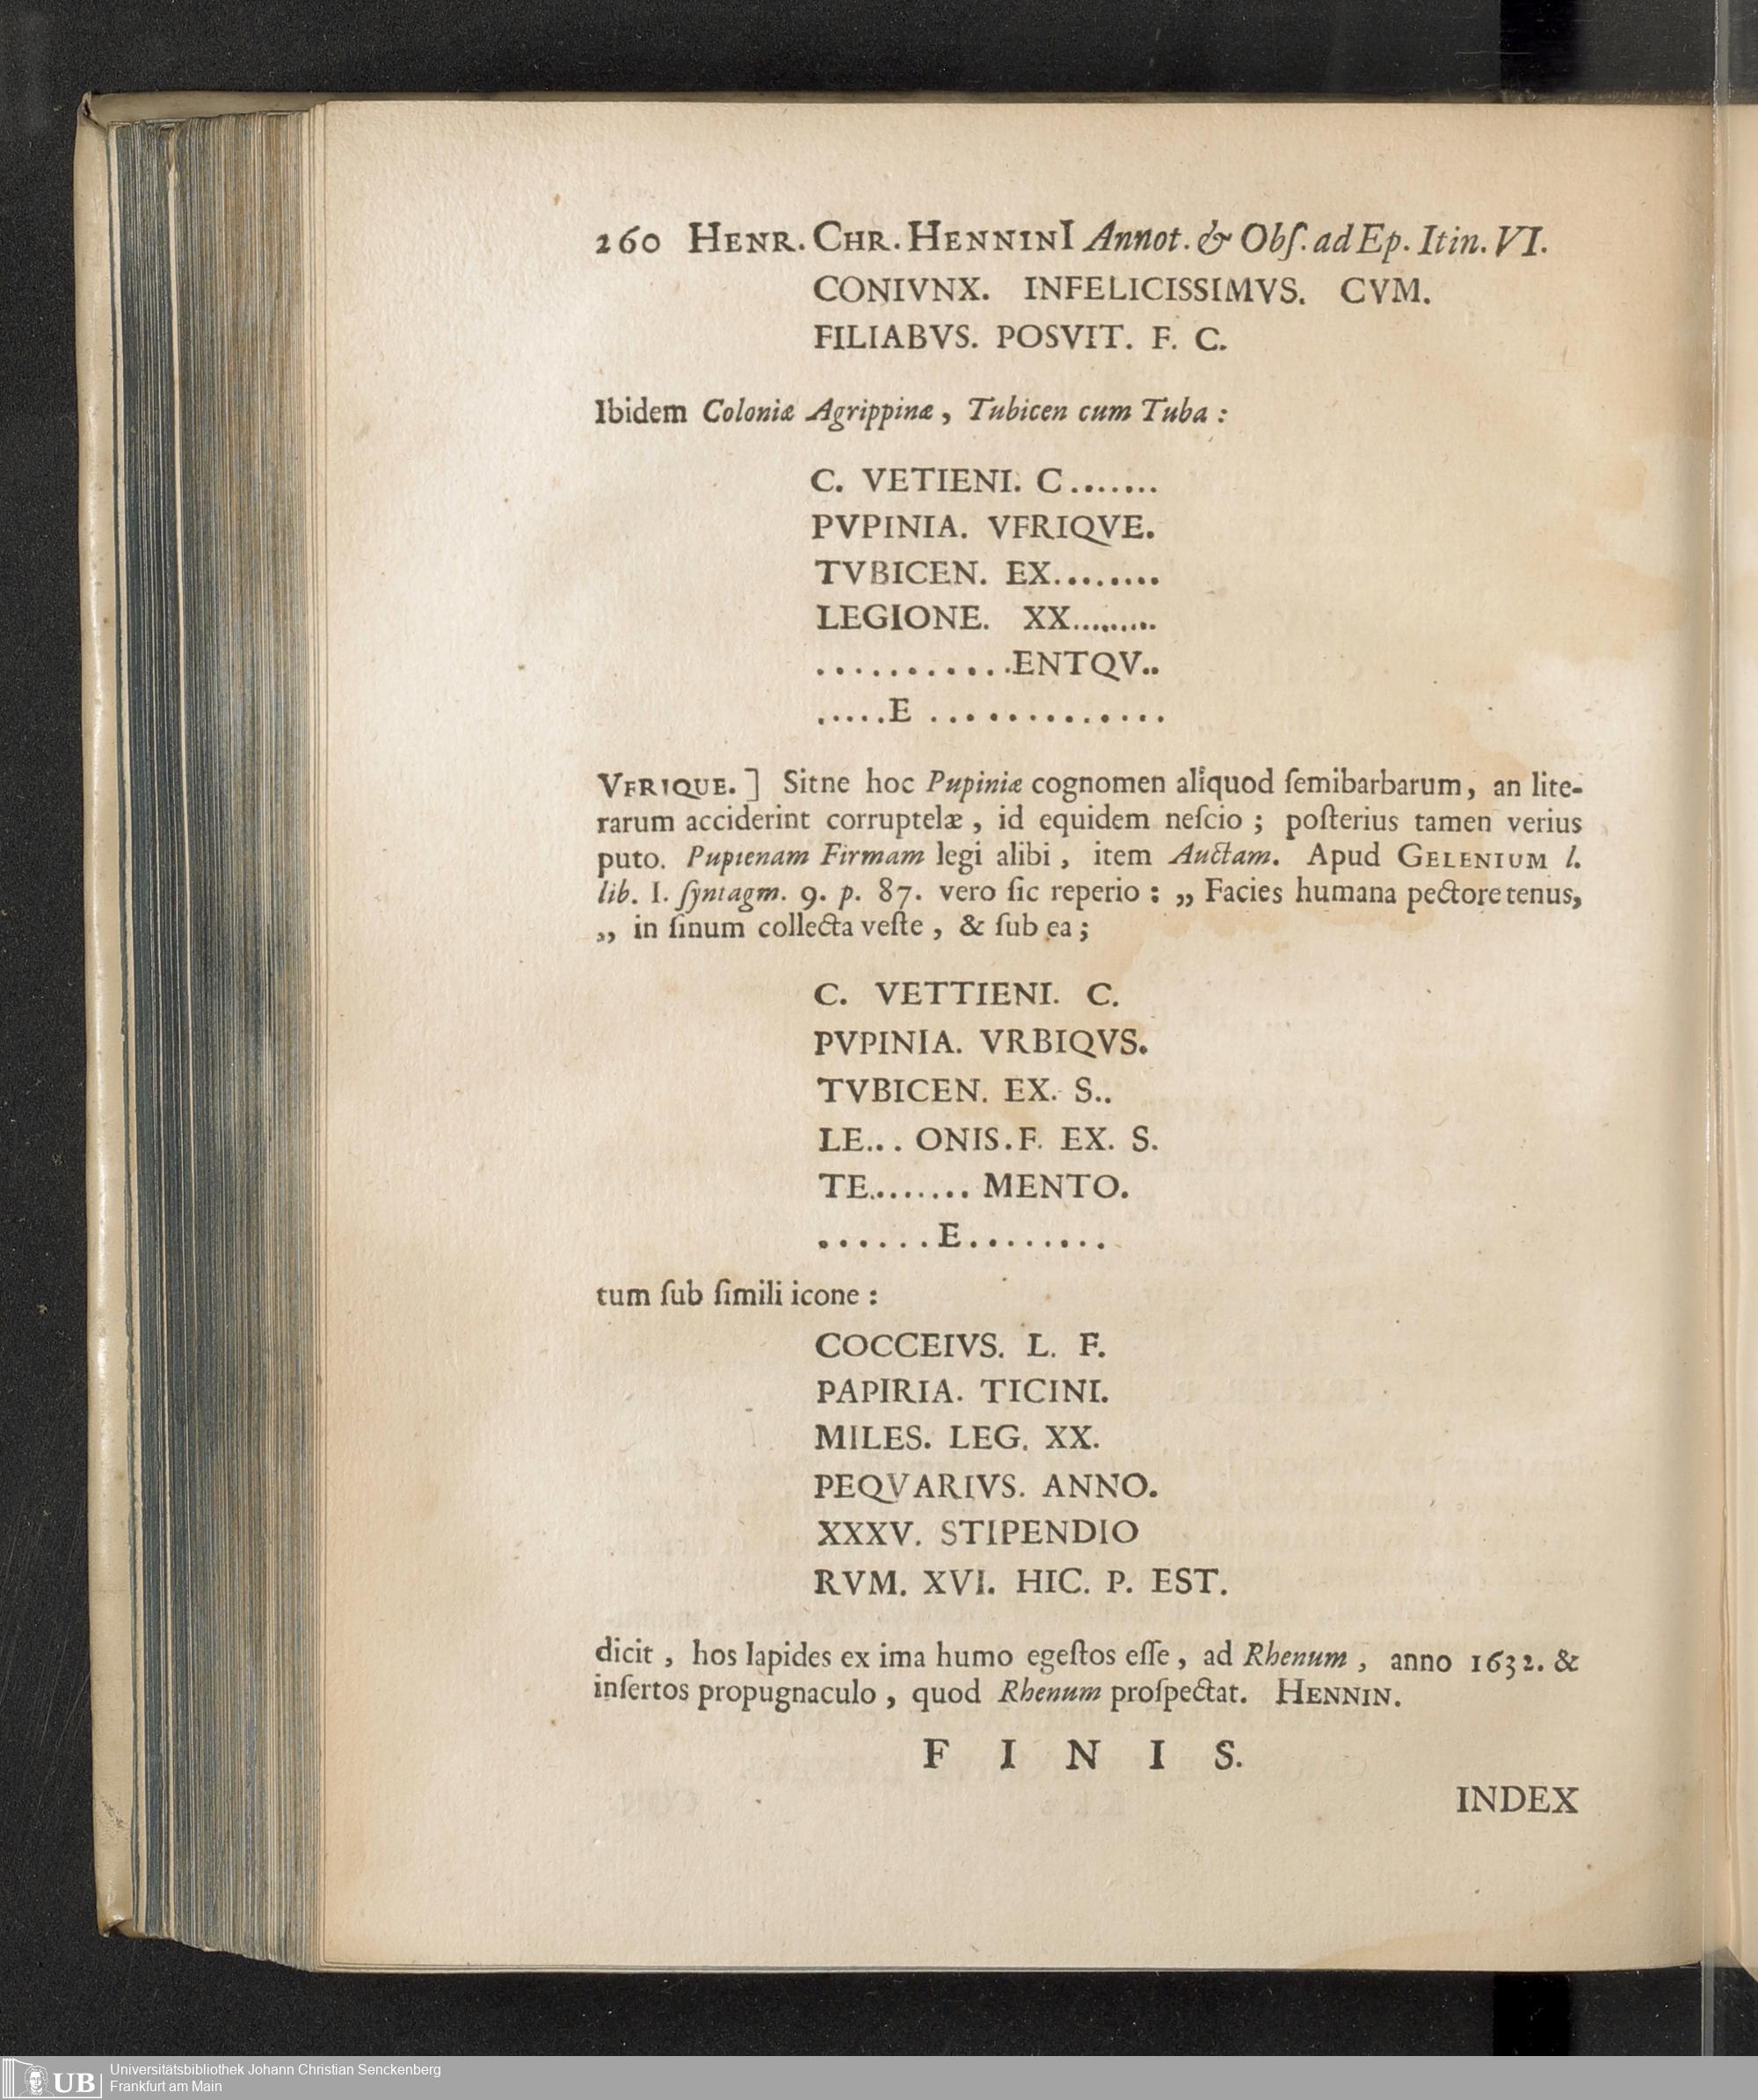 260 HENR. CHR. HENNINI Annot. & Obſ. ad Ep. Itin. VI.
CONIVNX. INFELICISSIMVS. CVM.
FILIABVS. POSVIT. F. C.
Ibidem Coloniæ Agrippinæ, Tubicen cum Tuba:
C. VETIENI. C.......
PVPINIA. VFRIQVE.
TVBICEN. EX........
LEGIONE. XX.........
...........ENTQV..
.....E .............
VFRIQUE. ] Sitne hoc Pupiniæ cognomen aliquod ſemibarbarum, an lite-
rarum acciderint corruptelæ, id equidem neſcio; poſterius tamen verius
puto. Pupienam Firmam legi alibi, item Auctam. Apud GELENIUM l.
lib. I. ſyntagm. 9. p. 87. vero ſic reperio: „ Facies humana pectore tenus,
„ in ſinum collecta veſte, & ſub ea;
C. VETTIENI. C.
PVPINIA. VRBIQVS.
TVBICEN. EX. S..
LE... ONIS.F. EX. S.
TE........ MENTO.
......E........
tum ſub ſimili icone:
COCCEIVS. L. F.
PAPIRIA. TICINI.
MILES. LEG. XX.
PEQVARIVS. ANNO.
XXXV. STIPENDIO
RVM. XVI. HIC. P. EST.
dicit, hos lapides ex ima humo egeſtos eſſe, ad Rhenum, anno 1632. &
inſertos propugnaculo, quod Rhenum proſpectat. HENNIN.
F I N I S.
INDEX
UB Universitätsbibliothek Johann Christian Senckenberg
Frankfurt am Main